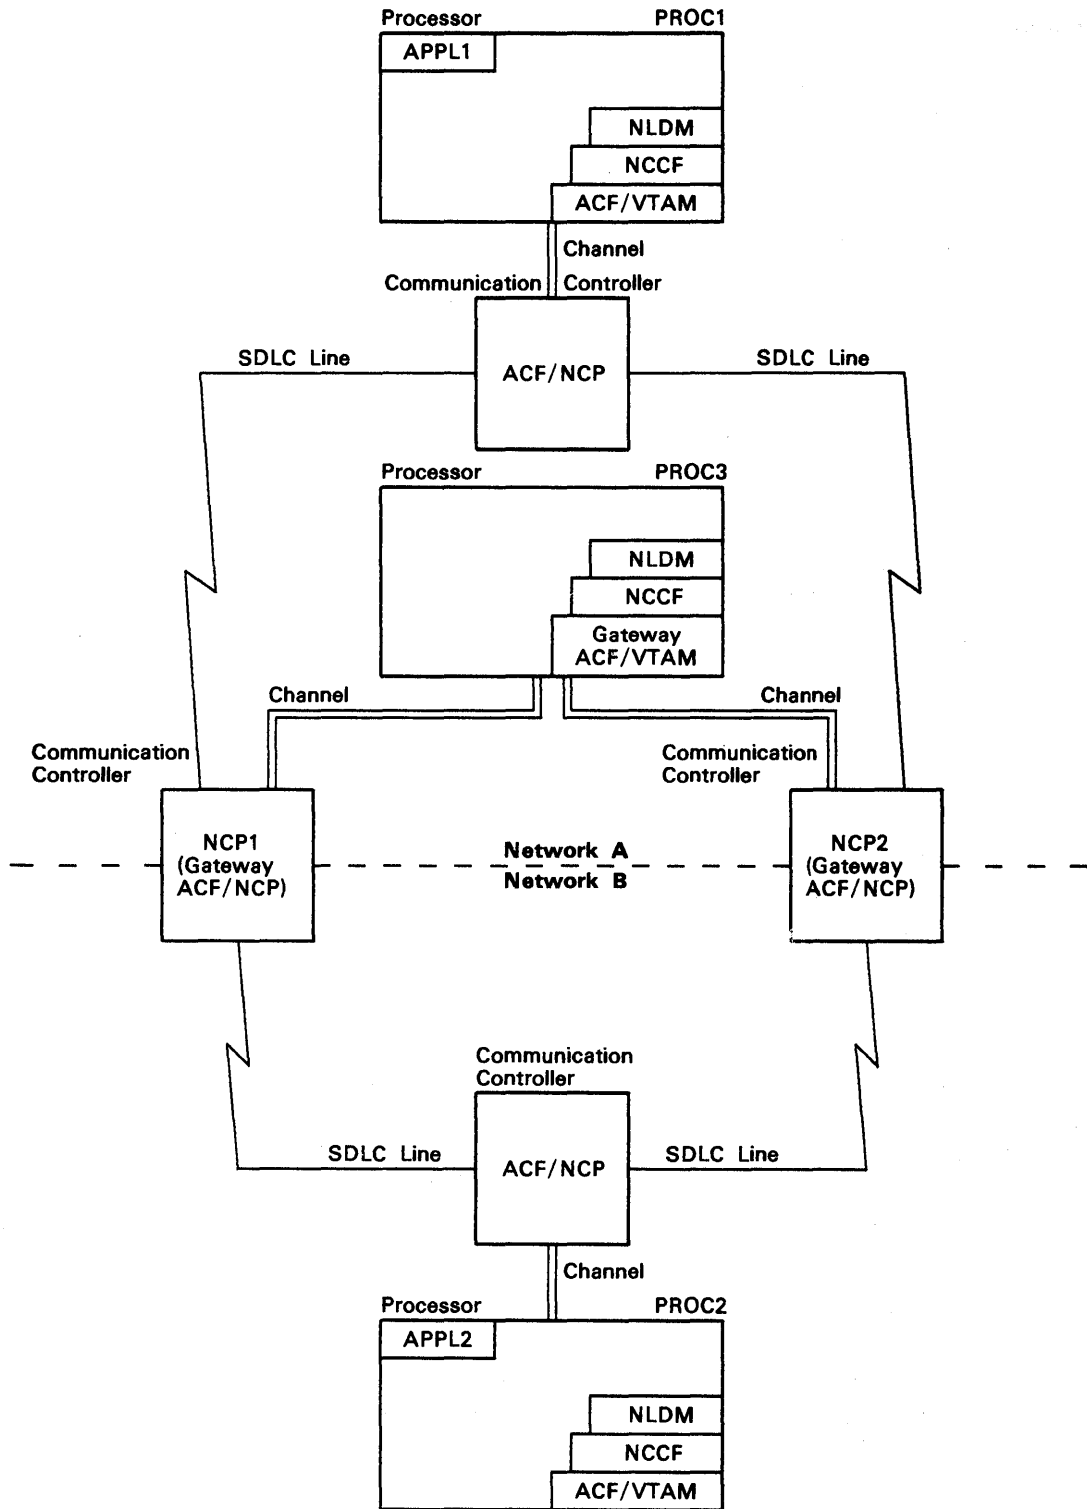 Processor PROC1
APPL1
NLDM
NCCF
ACF/VTAM
Channel
Communication Controller
SDLC Line
ACF/NCP
SDLC Line
Processor PROC3
NLDM
NCCF
Gateway
ACF/VTAM
Channel
Channel
Communication
Controller
Communication
Controller
NCP1
(Gateway
ACF/NCP)
Network A
Network B
NCP2
(Gateway
ACF/NCP)
Communication
Controller
SDLC Line
ACF/NCP
SDLC Line
Channel
Processor PROC2
APPL2
NLDM
NCCF
ACF/VTAM